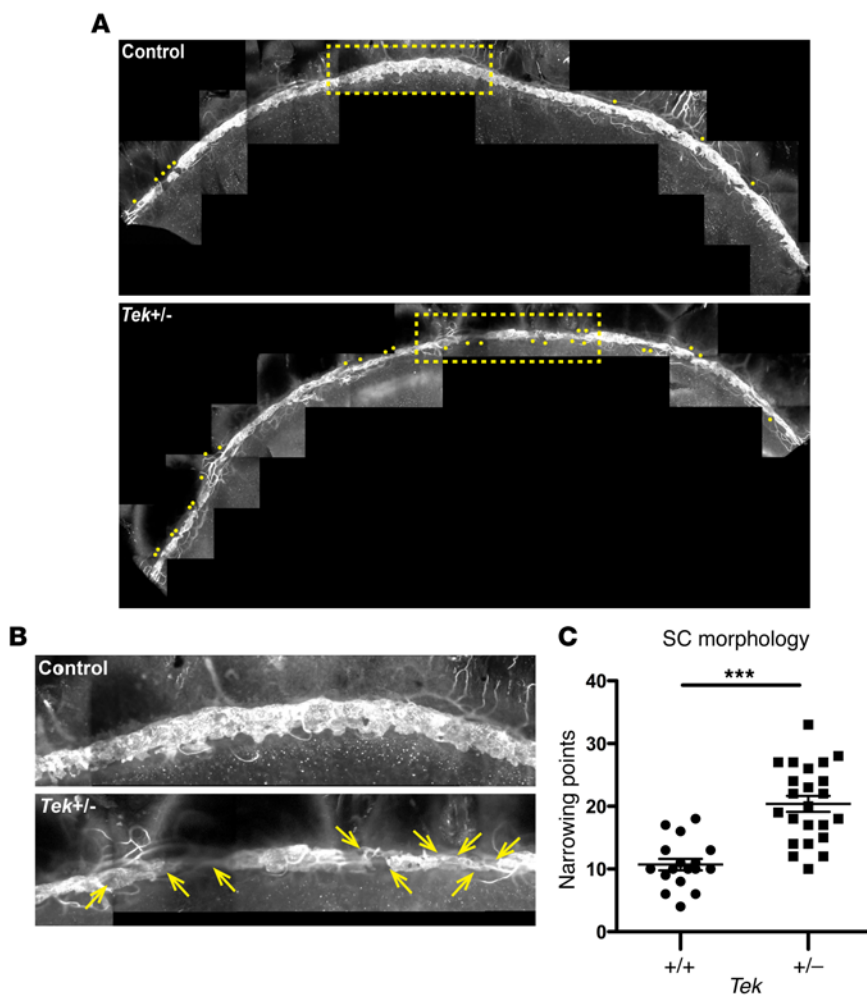 A
Control
Tek+/-
B
Control
Tek+/-
C
SC morphology
***
40
30
20
10
0
Narrowing points
+/+
+/–
Tek